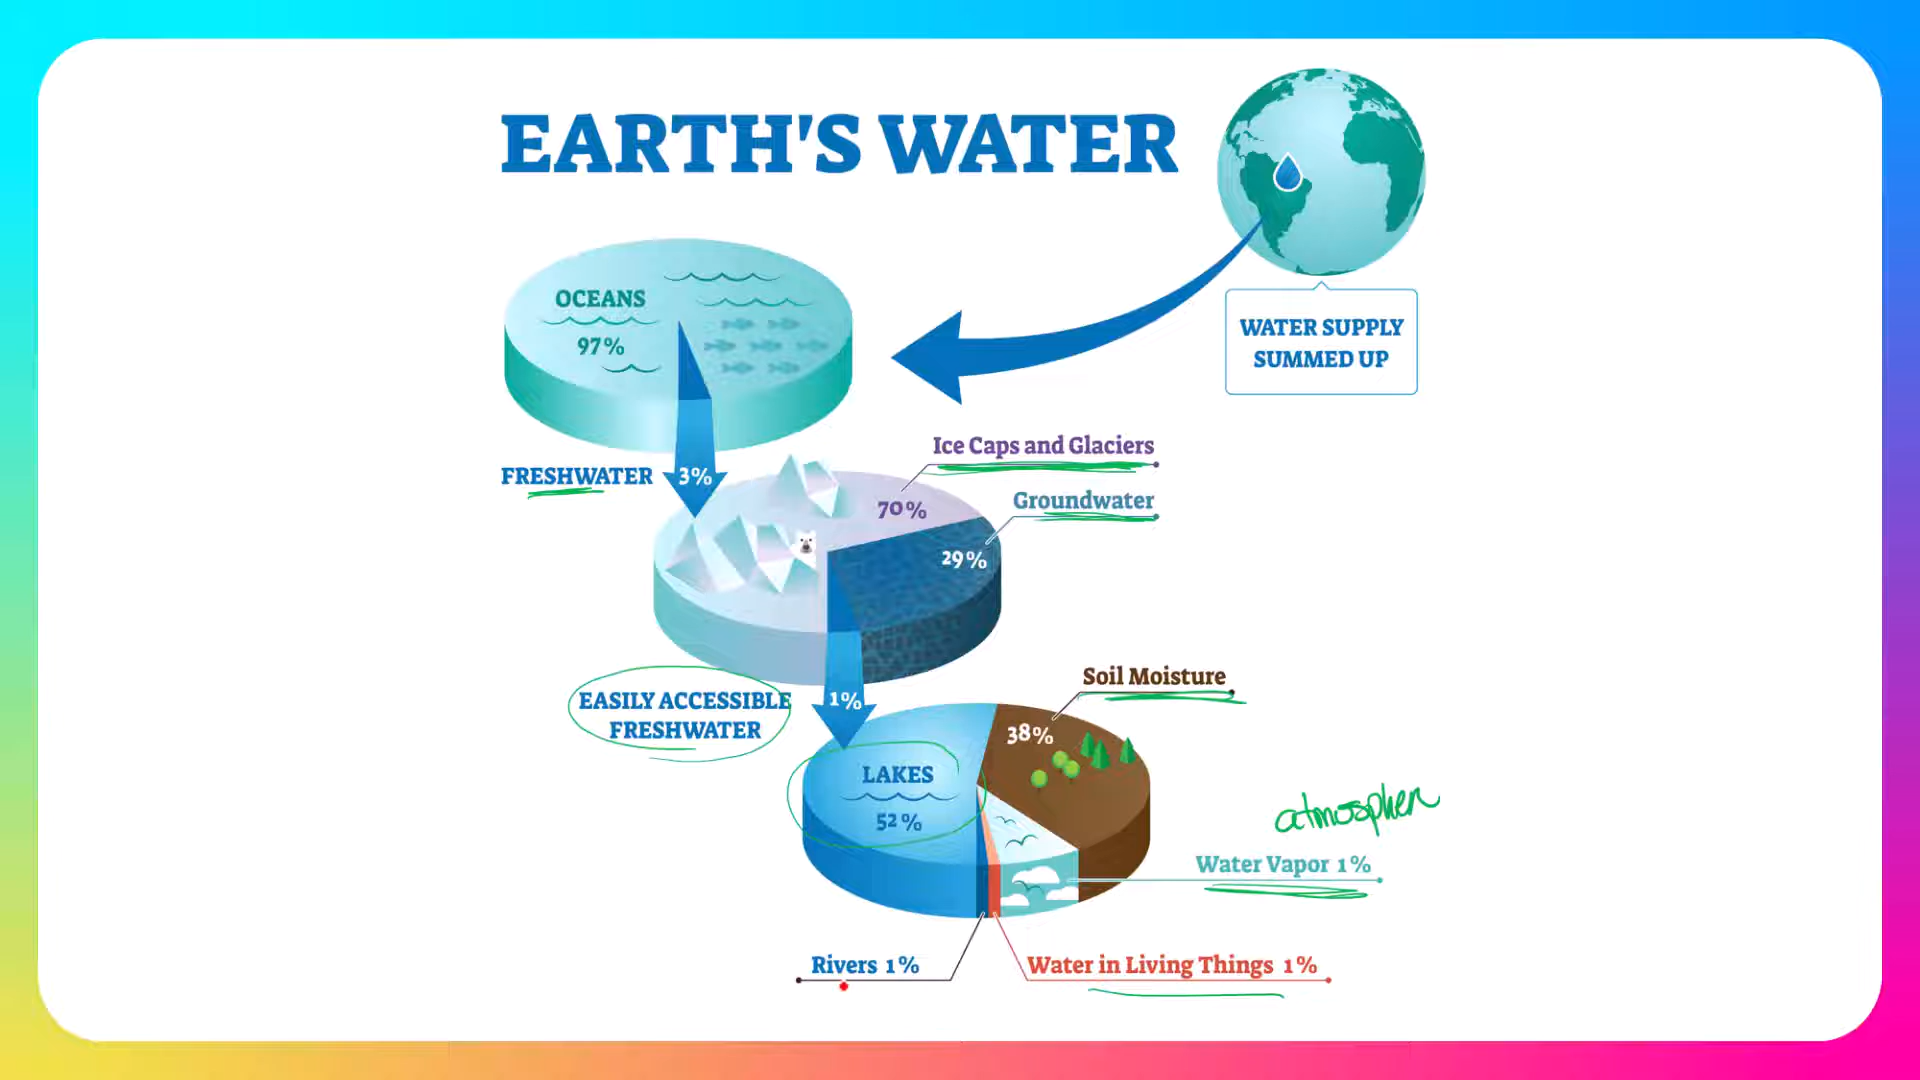 EARTH'S WATER
OCEANS
97%
WATER SUPPLY
SUMMED UP
FRESHWATER
3%
Ice Caps and Glaciers
70%
Groundwater
29%
EASILY ACCESSIBLE
FRESHWATER
1%
Soil Moisture
38%
LAKES
52%
atmospher
Water Vapor 1%
Rivers 1%
Water in Living Things 1%